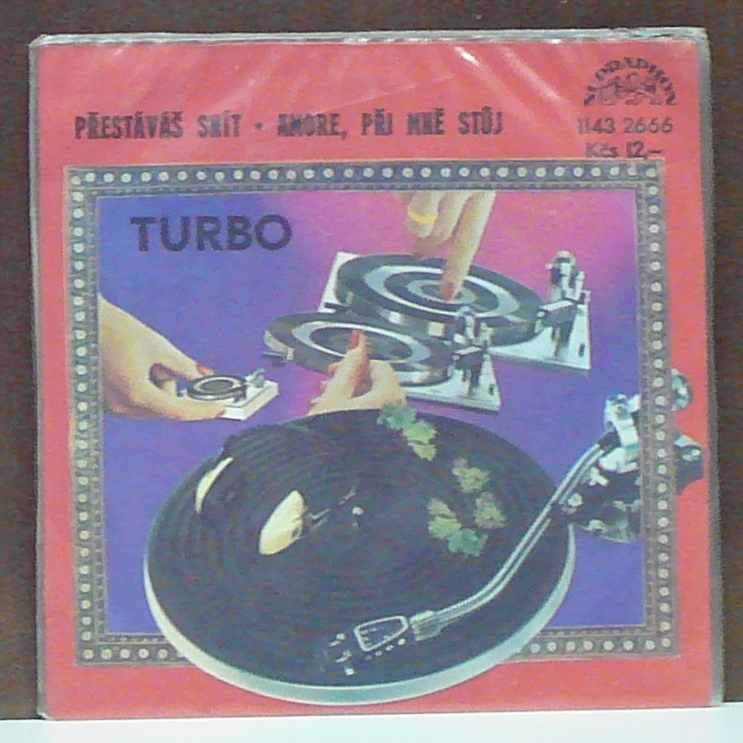 SUPRAPHON
PŘESTÁVÁŠ SNÍT • AMORE, PŘI MNĚ STŮJ
1143 2666
Kčs 12,–
TURBO